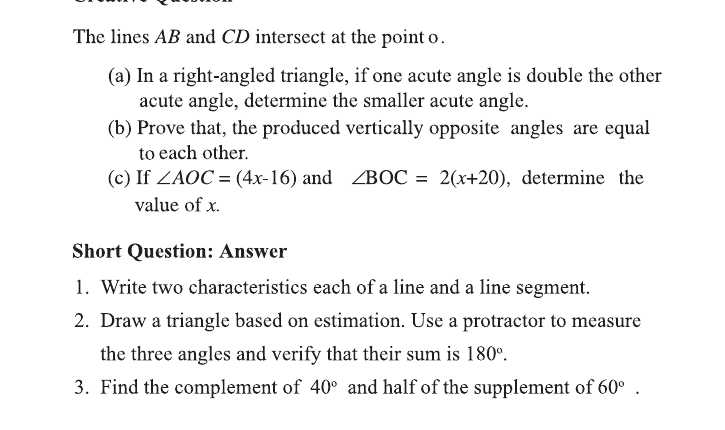 The lines AB and CD intersect at the point o.
(a) In a right-angled triangle, if one acute angle is double the other
acute angle, determine the smaller acute angle.
(b) Prove that, the produced vertically opposite angles are equal
to each other.
(c) If ∠AOC = (4x-16) and ∠BOC = 2(x+20), determine the
value of x.
Short Question: Answer
1. Write two characteristics each of a line and a line segment.
2. Draw a triangle based on estimation. Use a protractor to measure
the three angles and verify that their sum is 180°.
3. Find the complement of 40° and half of the supplement of 60° .